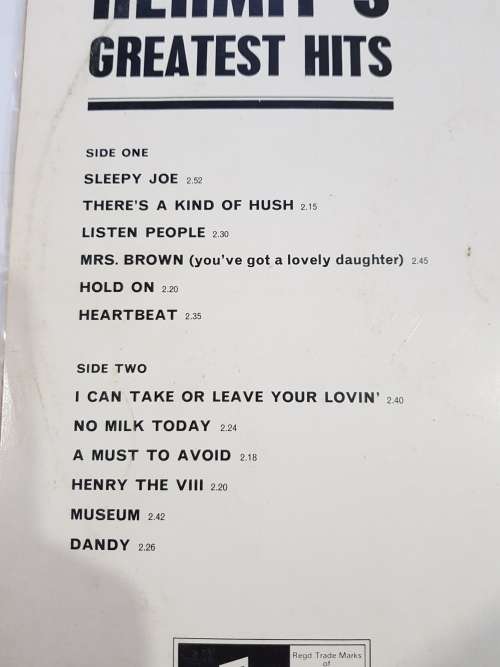 HERMIT'S
GREATEST HITS
SIDE ONE
SLEEPY JOE 2.52
THERE'S A KIND OF HUSH 2.15
LISTEN PEOPLE 2.30
MRS. BROWN (you've got a lovely daughter) 2.45
HOLD ON 2.20
HEARTBEAT 2.35
SIDE TWO
I CAN TAKE OR LEAVE YOUR LOVIN' 2.40
NO MILK TODAY 2.24
A MUST TO AVOID 2.18
HENRY THE VIII 2.20
MUSEUM 2.42
DANDY 2.26
Regd Trade Marks
of